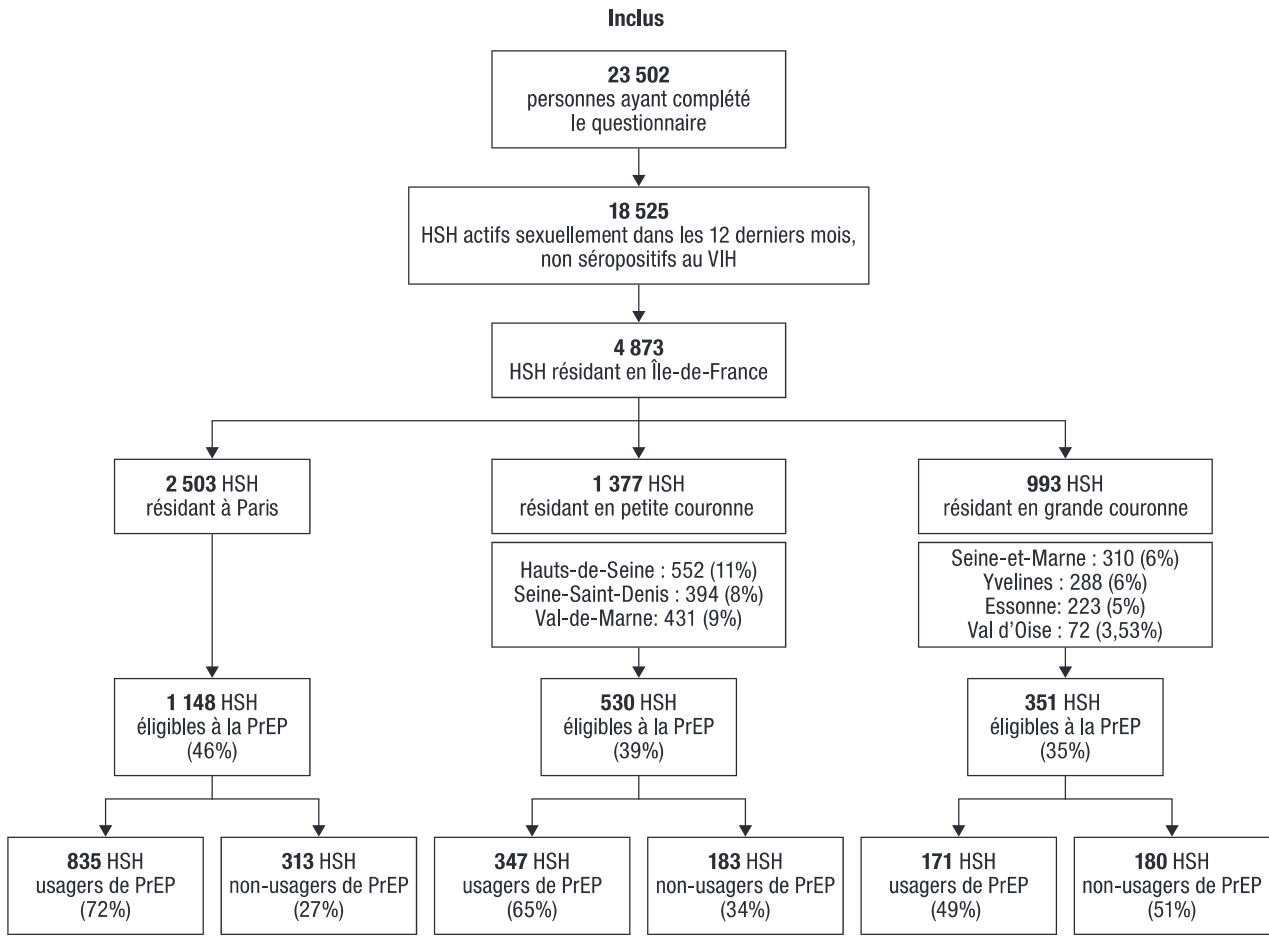 Inclus
23 502
personnes ayant complété
le questionnaire
18 525
HSH actifs sexuellement dans les 12 derniers mois,
non séropositifs au VIH
4 873
HSH résidant en Île-de-France
2 503 HSH
résidant à Paris
1 377 HSH
résidant en petite couronne
993 HSH
résidant en grande couronne
Hauts-de-Seine : 552 (11%)
Seine-Saint-Denis : 394 (8%)
Val-de-Marne: 431 (9%)
Seine-et-Marne : 310 (6%)
Yvelines : 288 (6%)
Essonne: 223 (5%)
Val d'Oise : 72 (3,53%)
1 148 HSH
éligibles à la PrEP
(46%)
530 HSH
éligibles à la PrEP
(39%)
351 HSH
éligibles à la PrEP
(35%)
835 HSH
usagers de PrEP
(72%)
313 HSH
non-usagers de PrEP
(27%)
347 HSH
usagers de PrEP
(65%)
183 HSH
non-usagers de PrEP
(34%)
171 HSH
usagers de PrEP
(49%)
180 HSH
non-usagers de PrEP
(51%)